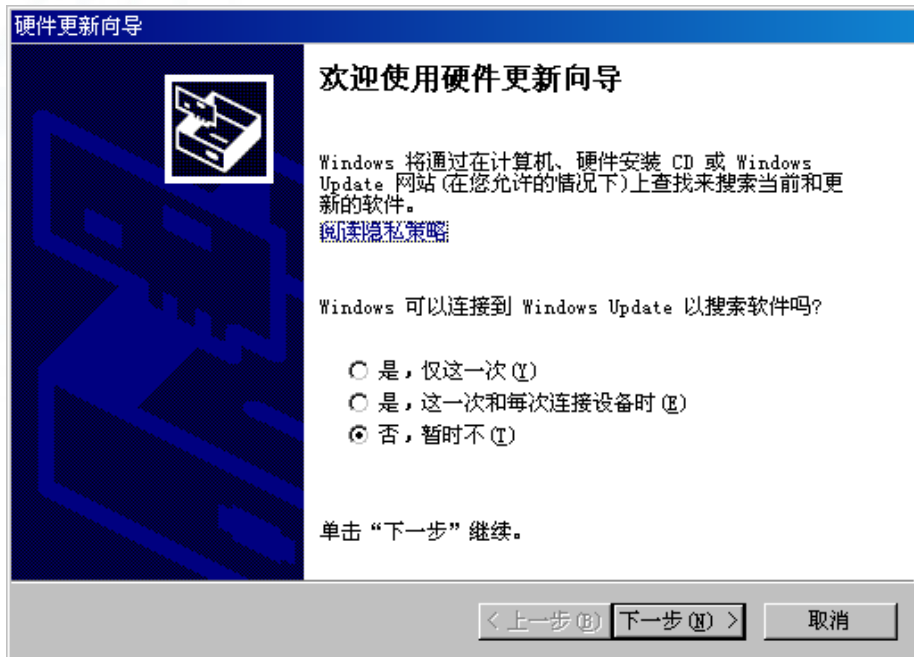 硬件更新向导
欢迎使用硬件更新向导
Windows 将通过在计算机、硬件安装 CD 或 Windows
Update 网站(在您允许的情况下)上查找来搜索当前和更
新的软件。
阅读隐私策略
Windows 可以连接到 Windows Update 以搜索软件吗?
是，仅这一次(Y)
是，这一次和每次连接设备时(E)
否，暂时不(T)
单击“下一步”继续。
< 上一步(B) 下一步(N) > 取消